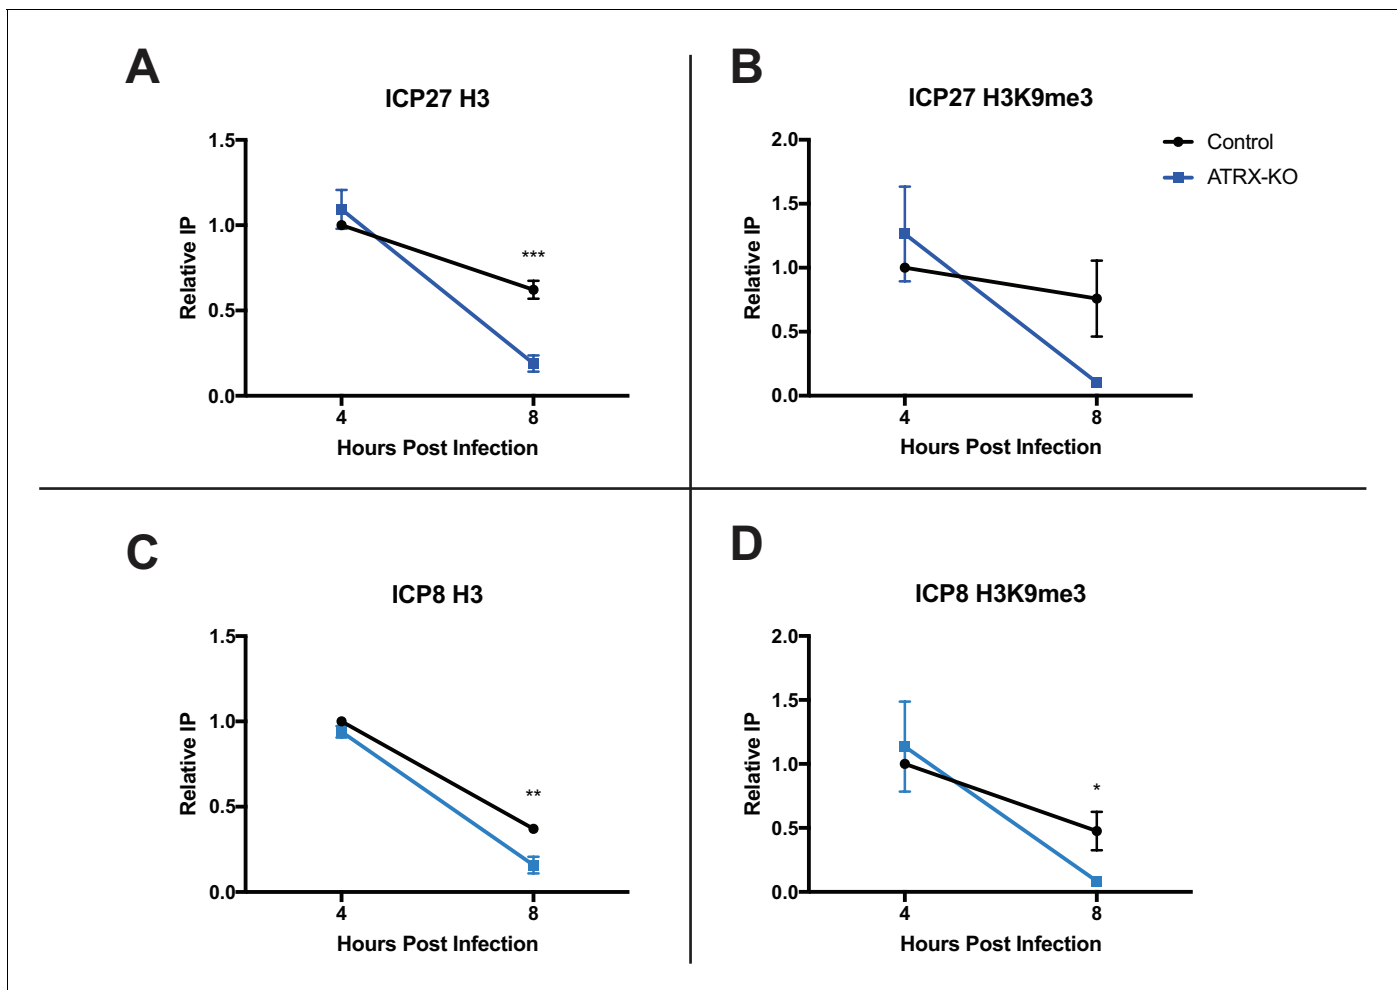 A
ICP27 H3
1.5
1.0
0.5
0.0
Relative IP
***
4
8
Hours Post Infection
B
ICP27 H3K9me3
2.0
1.5
1.0
0.5
0.0
Relative IP
4
8
Hours Post Infection
Control
ATRX-KO
C
ICP8 H3
1.5
1.0
0.5
0.0
Relative IP
**
4
8
Hours Post Infection
D
ICP8 H3K9me3
2.0
1.5
1.0
0.5
0.0
Relative IP
*
4
8
Hours Post Infection